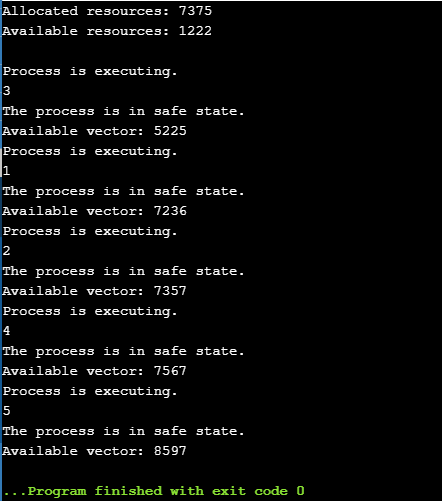 Allocated resources: 7375
Available resources: 1222
Process is executing.
3
The process is in safe state.
Available vector: 5225
Process is executing.
1
The process is in safe state.
Available vector: 7236
Process is executing.
2
The process is in safe state.
Available vector: 7357
Process is executing.
4
The process is in safe state.
Available vector: 7567
Process is executing.
5
The process is in safe state.
Available vector: 8597
...Program finished with exit code 0